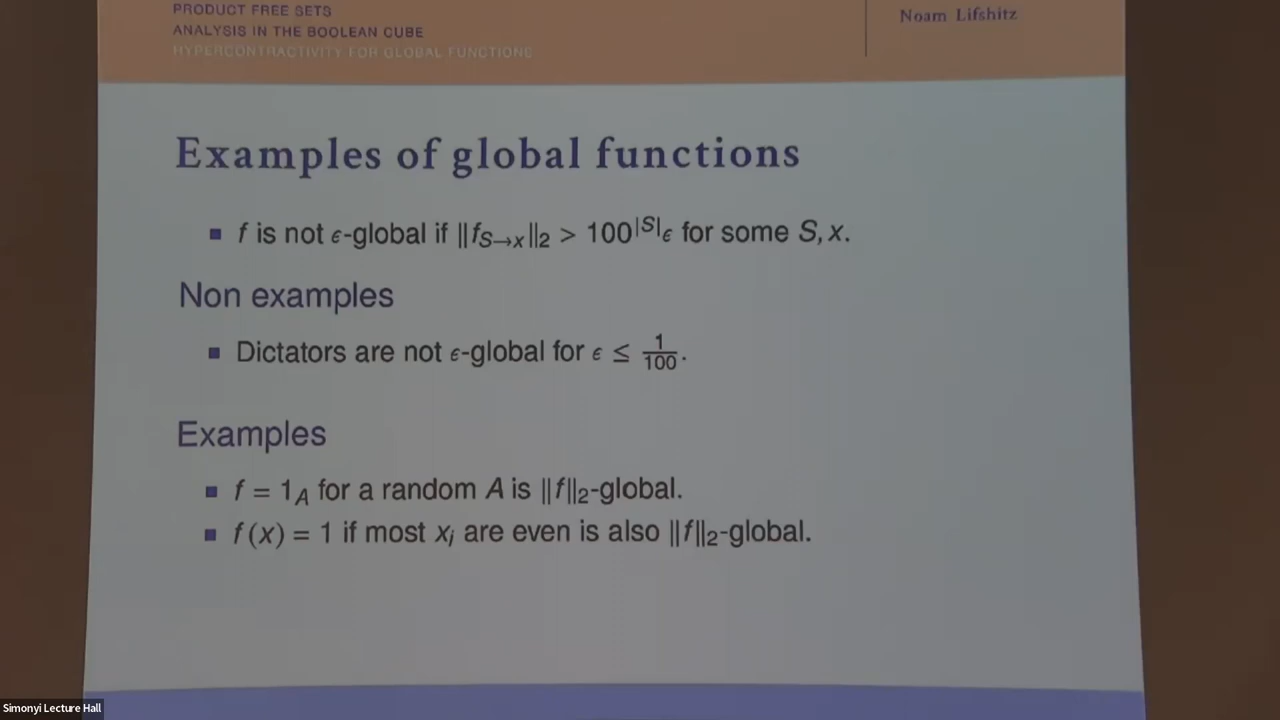 PRODUCT FREE SETS
ANALYSIS IN THE BOOLEAN CUBE
HYPERCONTRACTIVITY FOR GLOBAL FUNCTIONS
Noam Lifshitz
Examples of global functions
f is not ϵ-global if ‖f_{S→x}‖₂ > 100^{|S|}ϵ for some S, x.
Non examples
Dictators are not ϵ-global for ϵ ≤ 1/100.
Examples
f = 1_A for a random A is ‖f‖₂-global.
f(x) = 1 if most x_i are even is also ‖f‖₂-global.
Simonyi Lecture Hall